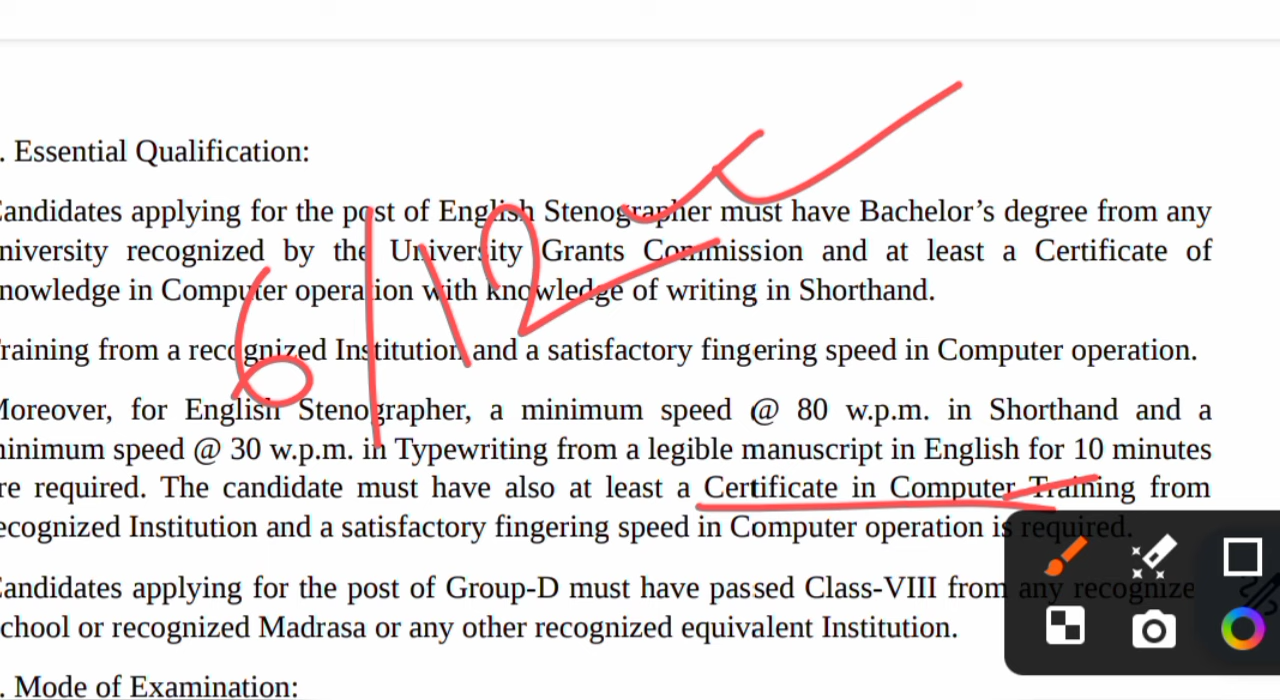 . Essential Qualification:
andidates applying for the post of English Stenographer must have Bachelor’s degree from any
niversity recognized by the University Grants Commission and at least a Certificate of
nowledge in Computer operation with knowledge of writing in Shorthand.
raining from a recognized Institution and a satisfactory fingering speed in Computer operation.
Moreover, for English Stenographer, a minimum speed @ 80 w.p.m. in Shorthand and a
inimum speed @ 30 w.p.m. in Typewriting from a legible manuscript in English for 10 minutes
re required. The candidate must have also at least a Certificate in Computer Training from
ecognized Institution and a satisfactory fingering speed in Computer operation is required.
andidates applying for the post of Group-D must have passed Class-VIII from any recognize
chool or recognized Madrasa or any other recognized equivalent Institution.
. Mode of Examination:
6/12